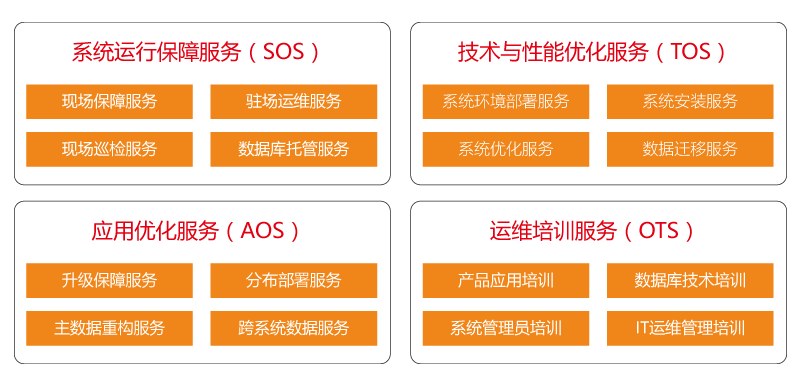 系统运行保障服务（SOS）
现场保障服务
驻场运维服务
现场巡检服务
数据库托管服务
技术与性能优化服务（TOS）
系统环境部署服务
系统安装服务
系统优化服务
数据迁移服务
应用优化服务（AOS）
升级保障服务
分布部署服务
主数据重构服务
跨系统数据服务
运维培训服务（OTS）
产品应用培训
数据库技术培训
系统管理员培训
IT运维管理培训